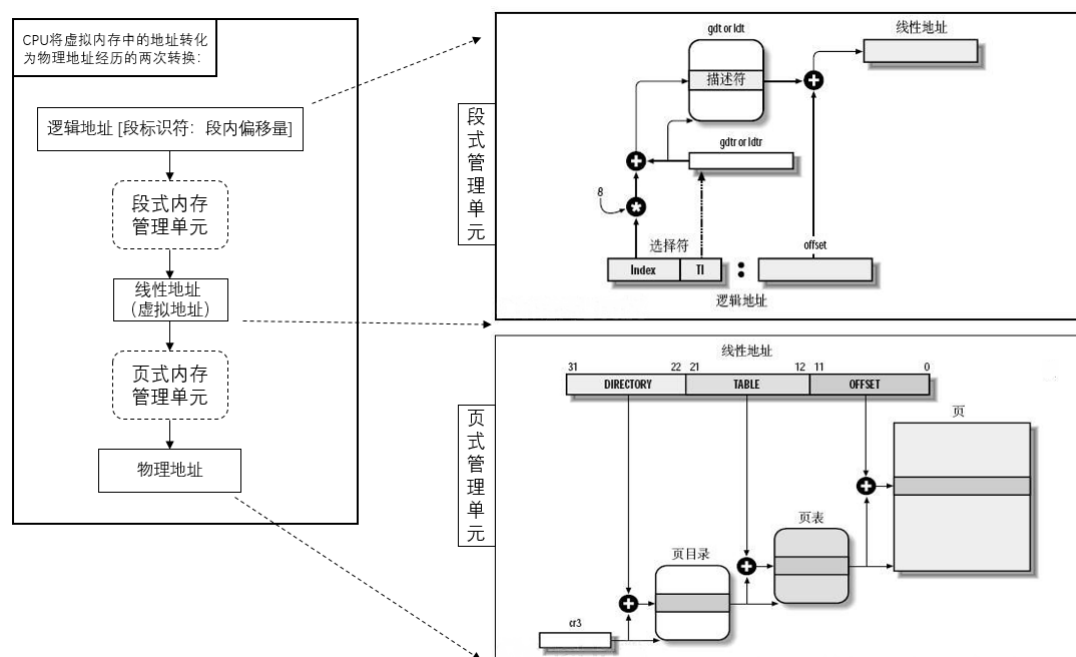 CPU将虚拟内存中的地址转化
为物理地址经历的两次转换：
逻辑地址 [段标识符：段内偏移量]
段式内存
管理单元
线性地址
（虚拟地址）
页式内存
管理单元
物理地址
段式管理单元
gdt or ldt
线性地址
描述符
gdtr or ldtr
8
选择符
offset
Index
TI
:
逻辑地址
页式管理单元
线性地址
31
22
21
12
11
0
DIRECTORY
TABLE
OFFSET
页
页表
页目录
cr3